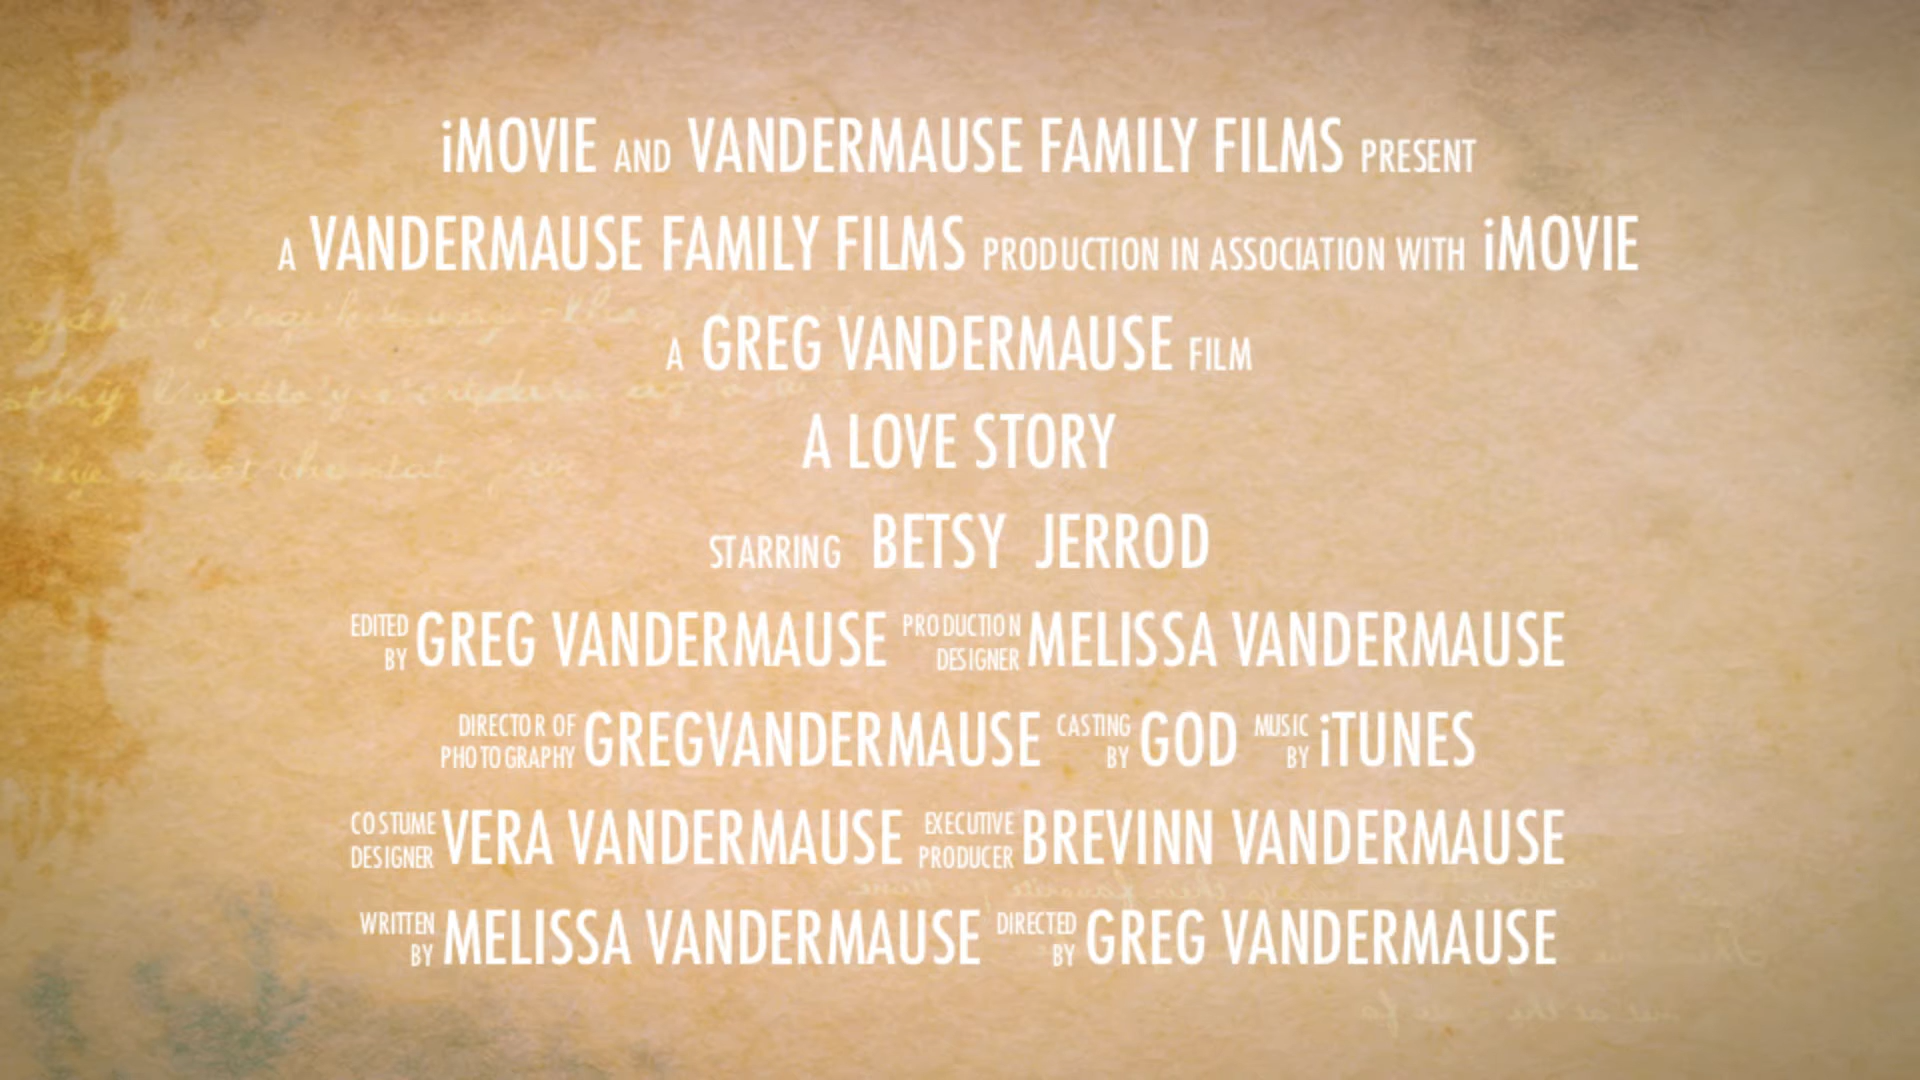 iMOVIE AND VANDERMAUSE FAMILY FILMS PRESENT
A VANDERMAUSE FAMILY FILMS PRODUCTION IN ASSOCIATION WITH iMOVIE
A GREG VANDERMAUSE FILM
A LOVE STORY
STARRING BETSY JERROD
EDITED BY GREG VANDERMAUSE PRODUCTION DESIGNER MELISSA VANDERMAUSE
DIRECTOR OF PHOTOGRAPHY GREGVANDERMAUSE CASTING BY GOD MUSIC BY iTUNES
COSTUME DESIGNER VERA VANDERMAUSE EXECUTIVE PRODUCER BREVINN VANDERMAUSE
WRITTEN BY MELISSA VANDERMAUSE DIRECTED BY GREG VANDERMAUSE